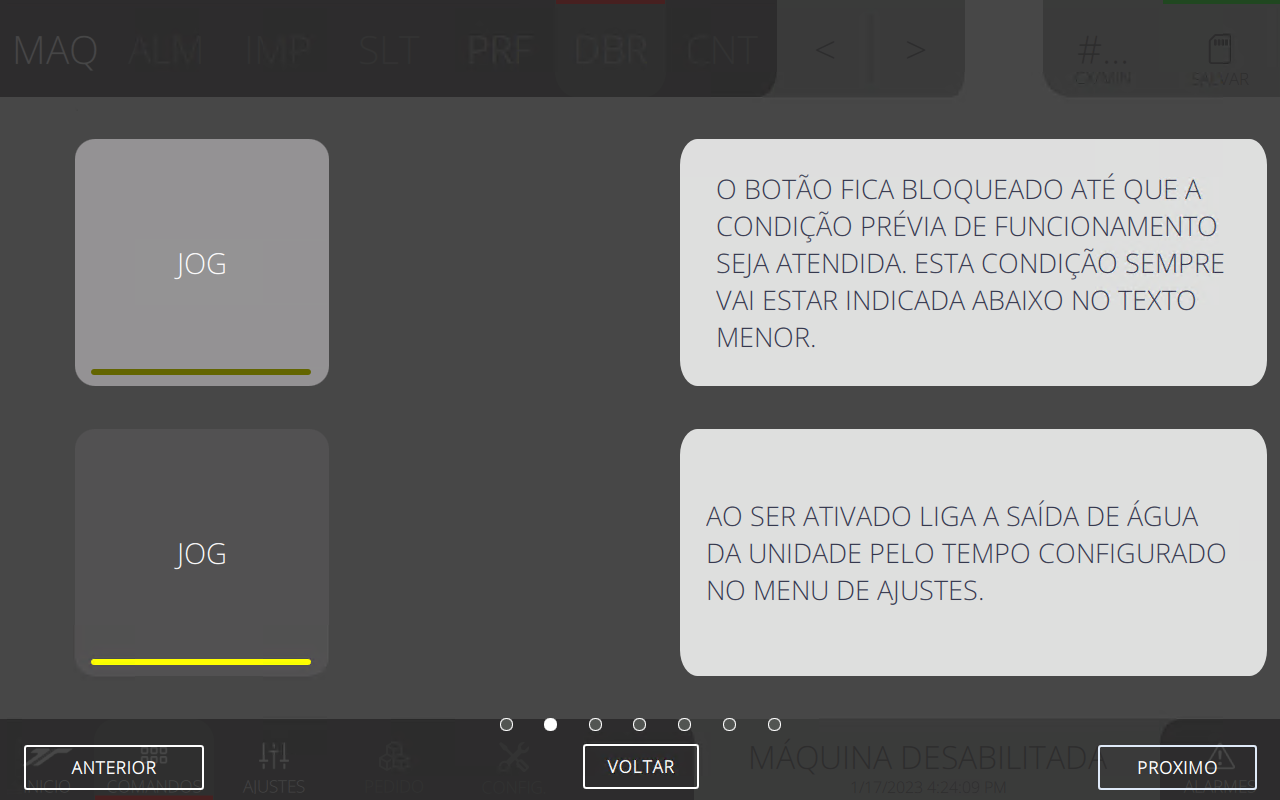 MAQ ALM IMP SLT PRF DBR CNT < > #...
CX/MIN SALVAR
JOG
O BOTÃO FICA BLOQUEADO ATÉ QUE A
CONDIÇÃO PRÉVIA DE FUNCIONAMENTO
SEJA ATENDIDA. ESTA CONDIÇÃO SEMPRE
VAI ESTAR INDICADA ABAIXO NO TEXTO
MENOR.
JOG
AO SER ATIVADO LIGA A SAÍDA DE ÁGUA
DA UNIDADE PELO TEMPO CONFIGURADO
NO MENU DE AJUSTES.
MÁQUINA DESABILITADA
ANTERIOR VOLTAR PROXIMO
INICIO COMANDOS AJUSTES PEDIDO CONFIG 1/17/2023 4:24:09 PM ALARMES